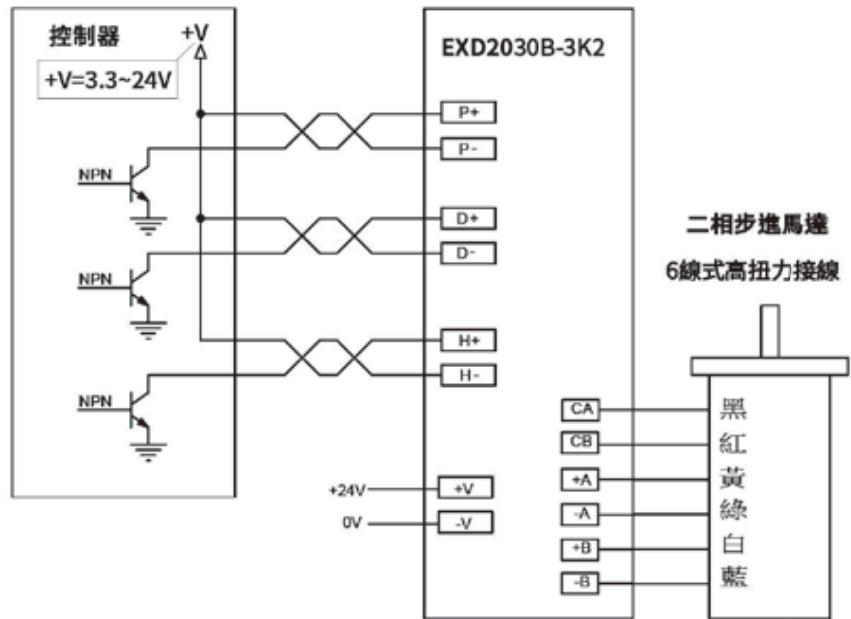 控制器
+V
+V=3.3~24V
NPN
NPN
NPN
EXD2030B-3K2
P+
P-
D+
D-
H+
H-
+24V
+V
0V
-V
CA
CB
+A
-A
+B
-B
二相步進馬達
6線式高扭力接線
黑
紅
黃
綠
白
藍